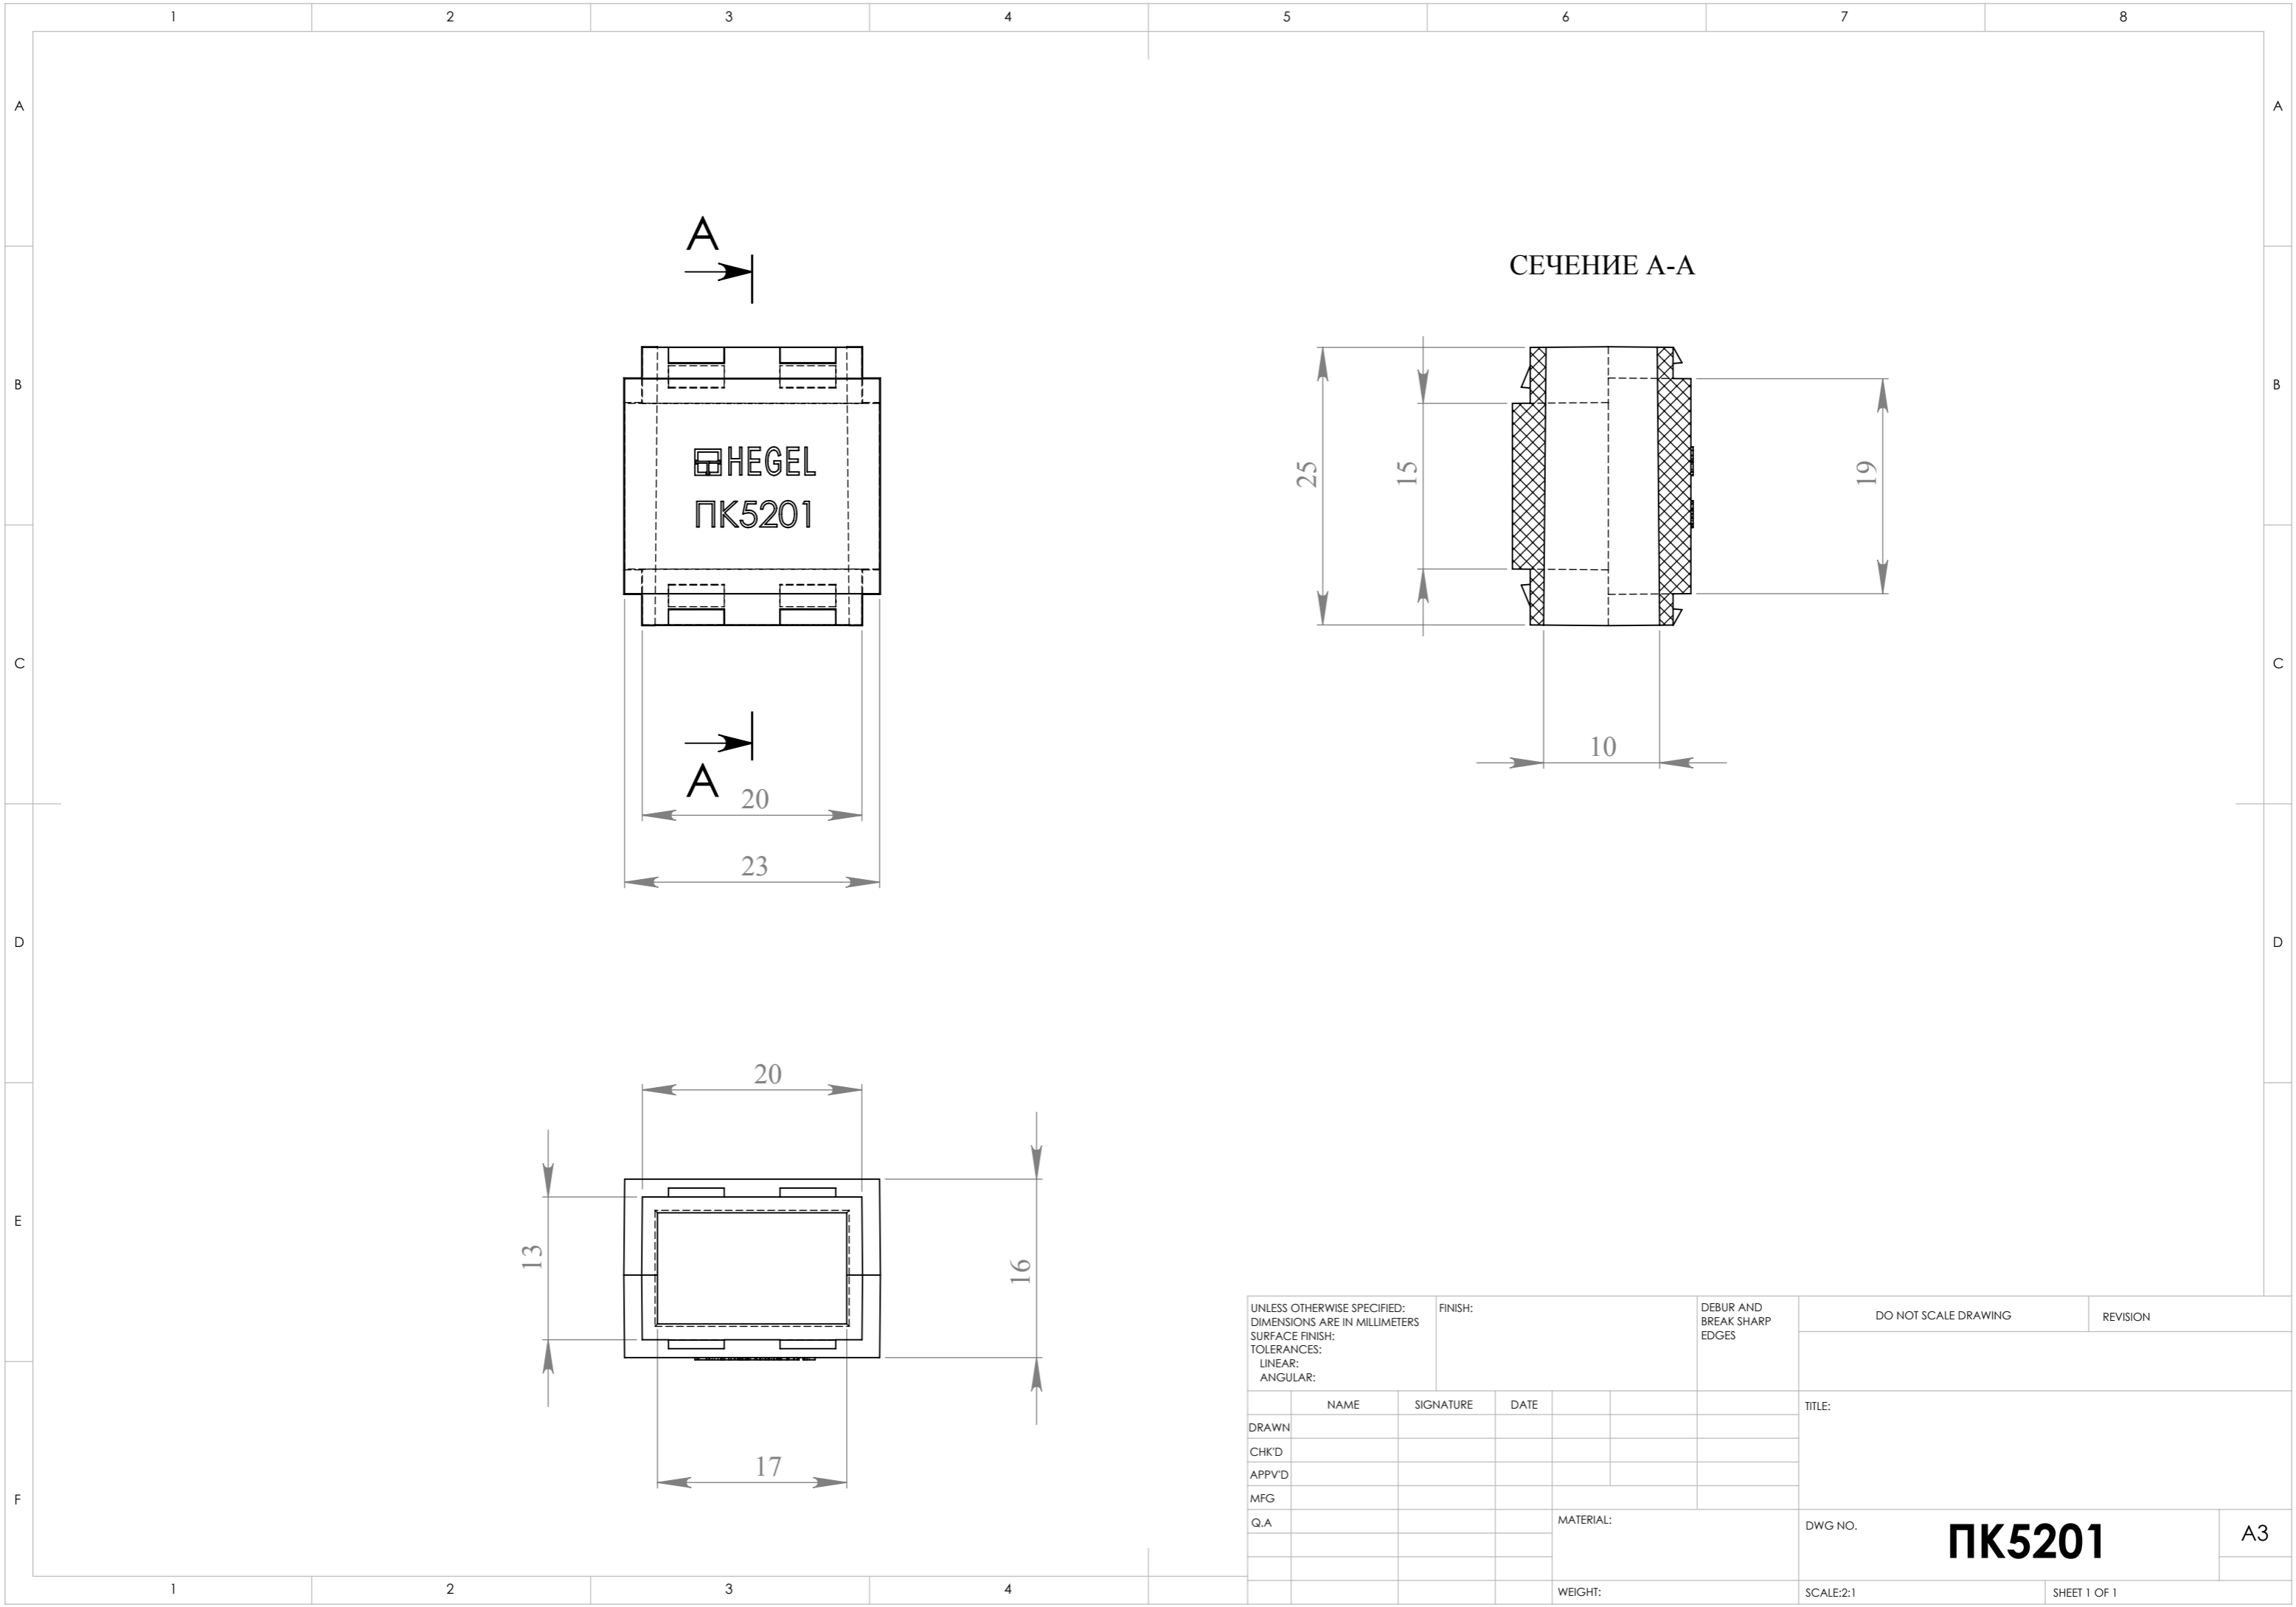 1 2 3 4 5 6 7 8
A A
B B
C C
D D
E E
F
A
HEGEL
ПК5201
A
20
23
СЕЧЕНИЕ A-A
25
15
19
10
20
13
16
17
UNLESS OTHERWISE SPECIFIED:
DIMENSIONS ARE IN MILLIMETERS
SURFACE FINISH:
TOLERANCES:
LINEAR:
ANGULAR:
FINISH:
DEBUR AND
BREAK SHARP
EDGES
DO NOT SCALE DRAWING
REVISION
NAME SIGNATURE DATE
DRAWN
CHK'D
APPV'D
MFG
Q.A
TITLE:
MATERIAL:
DWG NO.
ПК5201
A3
WEIGHT:
SCALE:2:1
SHEET 1 OF 1
1 2 3 4